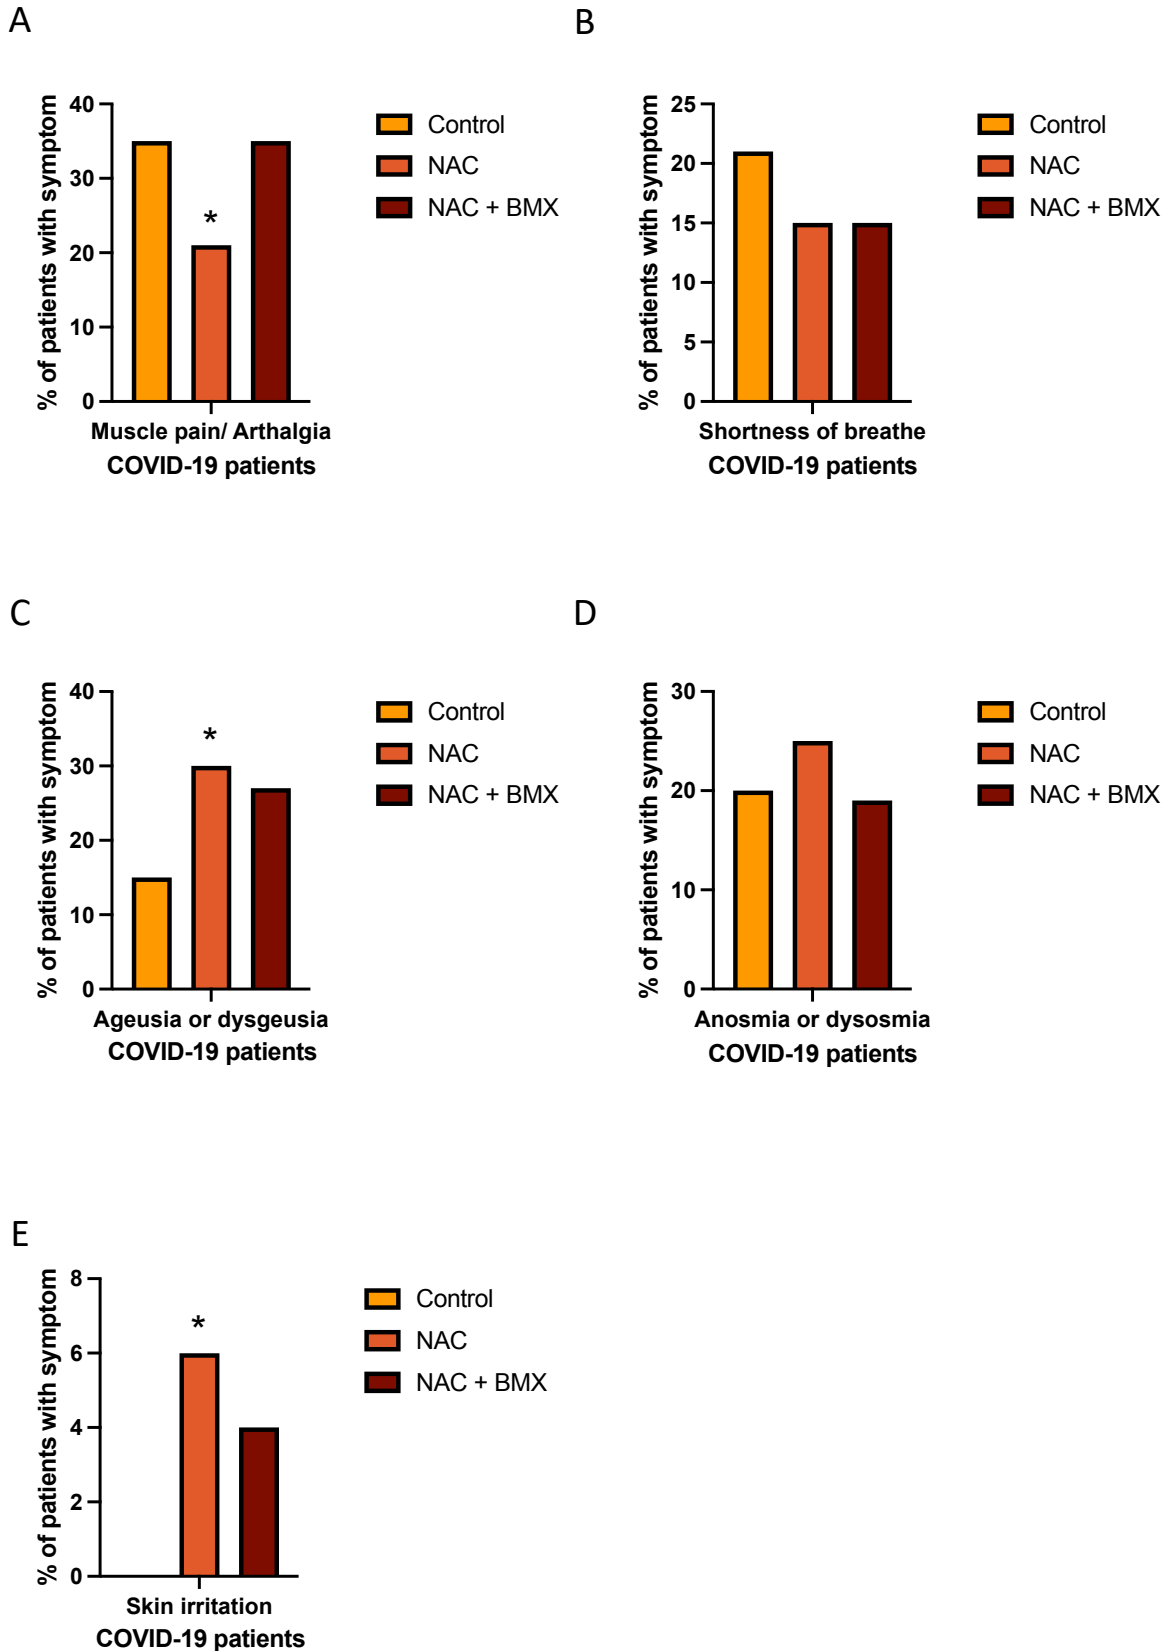 A
% of patients with symptom
40
30
20
10
0
*
Muscle pain/ Arthalgia
COVID-19 patients
Control
NAC
NAC + BMX
B
% of patients with symptom
25
20
15
10
5
0
Shortness of breathe
COVID-19 patients
Control
NAC
NAC + BMX
C
% of patients with symptom
40
30
20
10
0
*
Ageusia or dysgeusia
COVID-19 patients
Control
NAC
NAC + BMX
D
% of patients with symptom
30
20
10
0
Anosmia or dysosmia
COVID-19 patients
Control
NAC
NAC + BMX
E
% of patients with symptom
8
6
4
2
0
*
Skin irritation
COVID-19 patients
Control
NAC
NAC + BMX